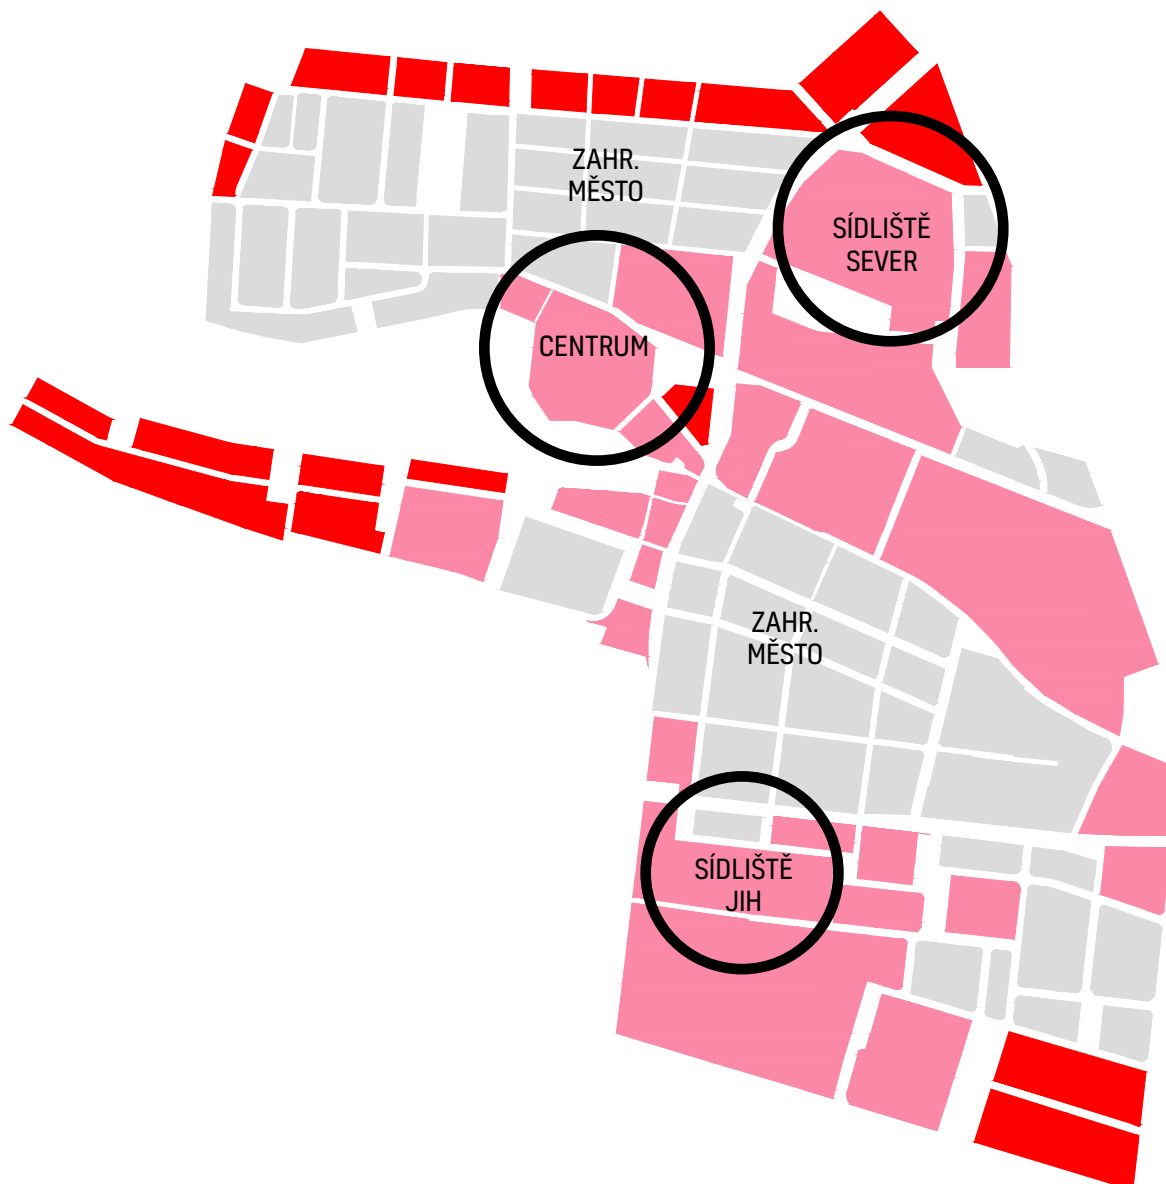 ZAHR.
MĚSTO
SÍDLIŠTĚ
SEVER
CENTRUM
ZAHR.
MĚSTO
SÍDLIŠTĚ
JIH